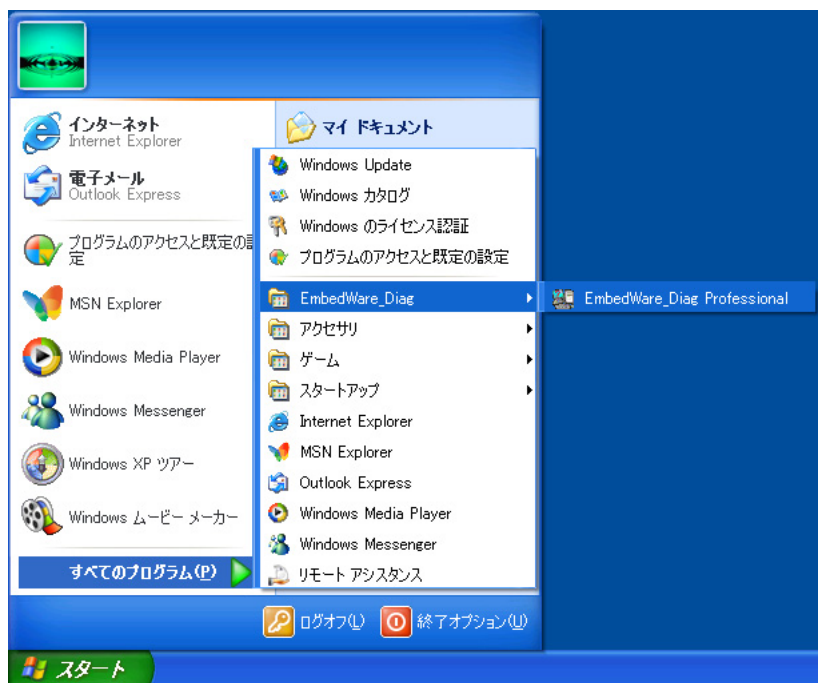 インターネット
Internet Explorer
電子メール
Outlook Express
プログラムのアクセスと既定の設
定
MSN Explorer
Windows Media Player
Windows Messenger
Windows XP ツアー
Windows ムービー メーカー
すべてのプログラム(P)
マイ ドキュメント
Windows Update
Windows カタログ
Windows のライセンス認証
プログラムのアクセスと既定の設定
EmbedWare_Diag
アクセサリ
ゲーム
スタートアップ
Internet Explorer
MSN Explorer
Outlook Express
Windows Media Player
Windows Messenger
リモート アシスタンス
EmbedWare_Diag Professional
ログオフ(L)
終了オプション(U)
スタート